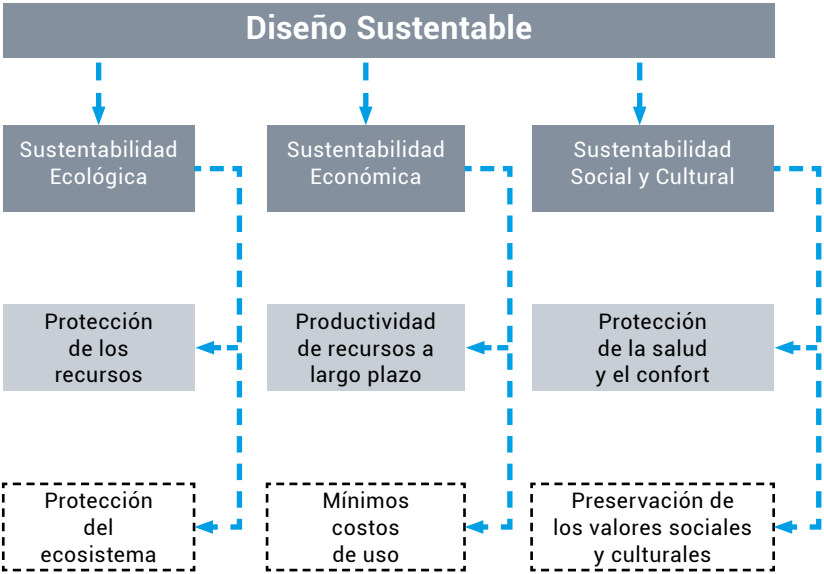 Diseño Sustentable
Sustentabilidad
Ecológica
Sustentabilidad
Económica
Sustentabilidad
Social y Cultural
Protección
de los
recursos
Productividad
de recursos a
largo plazo
Protección
de la salud
y el confort
Protección
del
ecosistema
Mínimos
costos
de uso
Preservación de
los valores sociales
y culturales